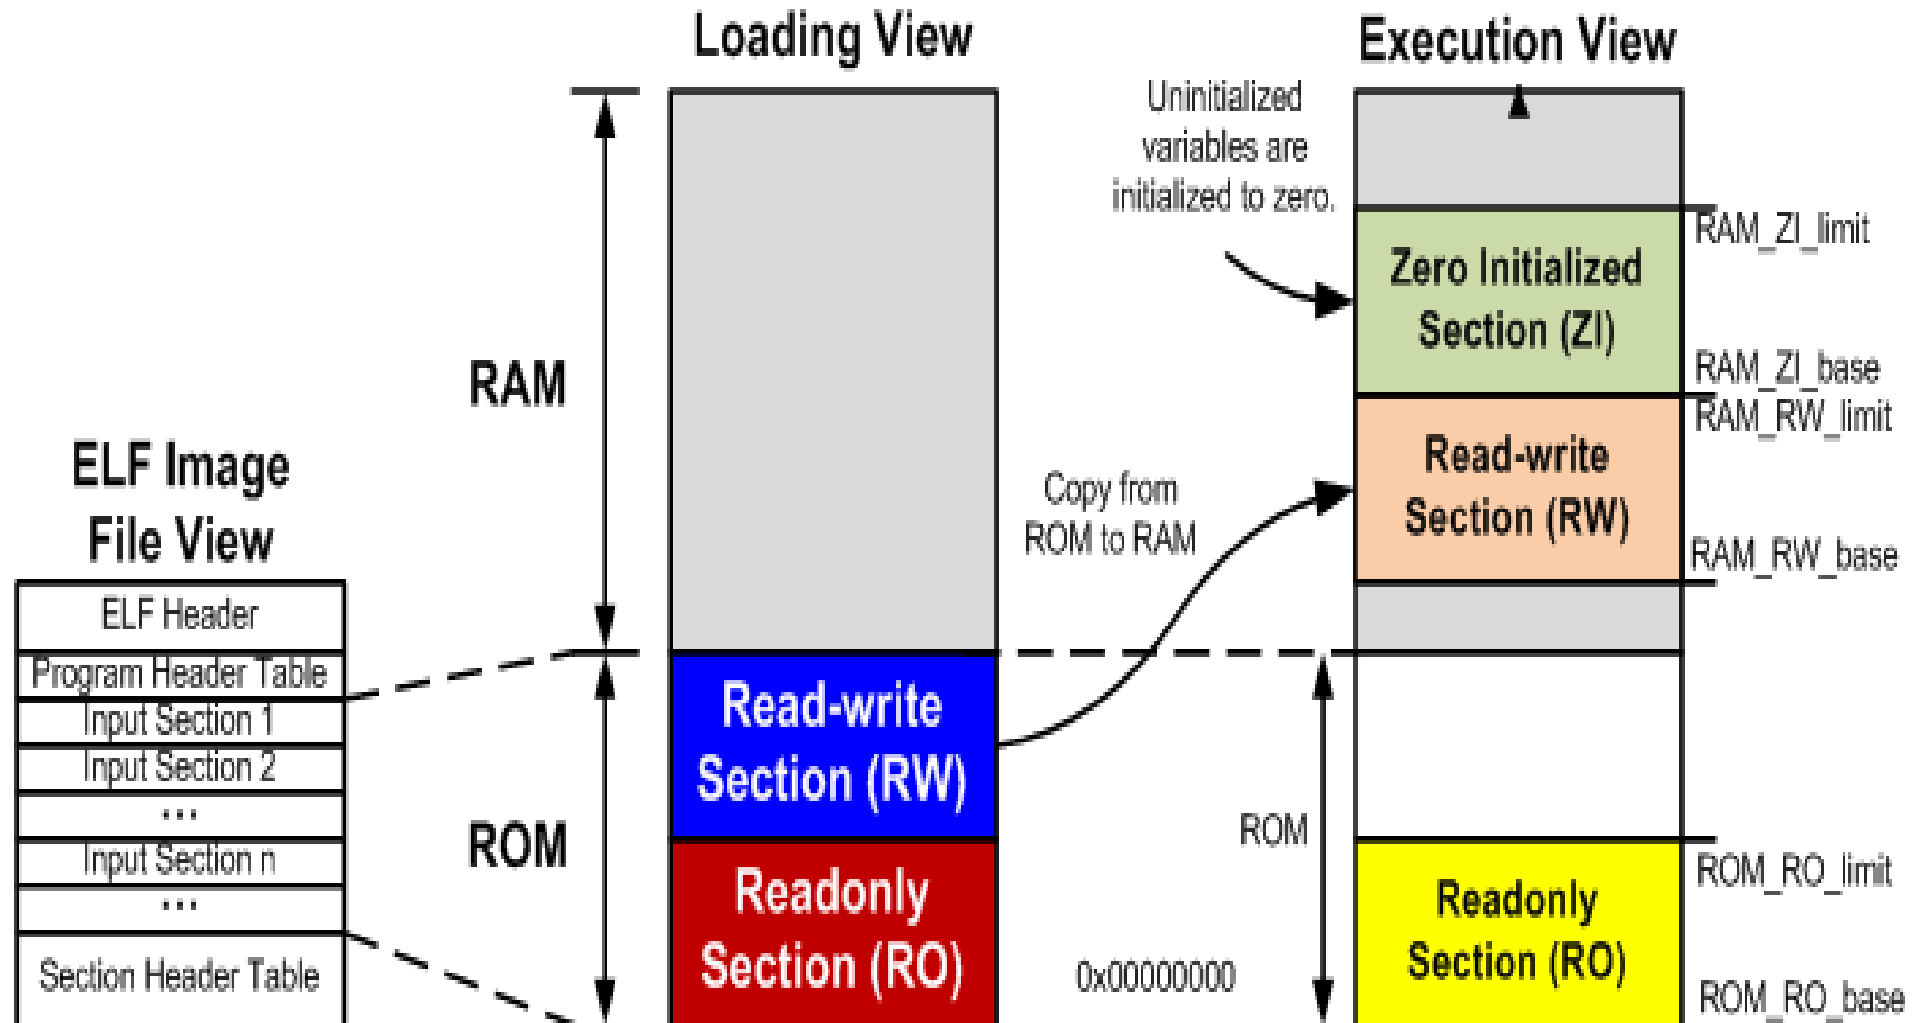 Loading View
Execution View
Uninitialized
variables are
initialized to zero.
RAM_ZI_limit
Zero Initialized
Section (ZI)
RAM_ZI_base
RAM_RW_limit
RAM
Read-write
Section (RW)
Copy from
ROM to RAM
RAM_RW_base
ELF Image
File View
ELF Header
Program Header Table
Input Section 1
Input Section 2
...
Input Section n
...
Section Header Table
ROM
Read-write
Section (RW)
Readonly
Section (RO)
ROM
0x00000000
ROM_RO_limit
Readonly
Section (RO)
ROM_RO_base